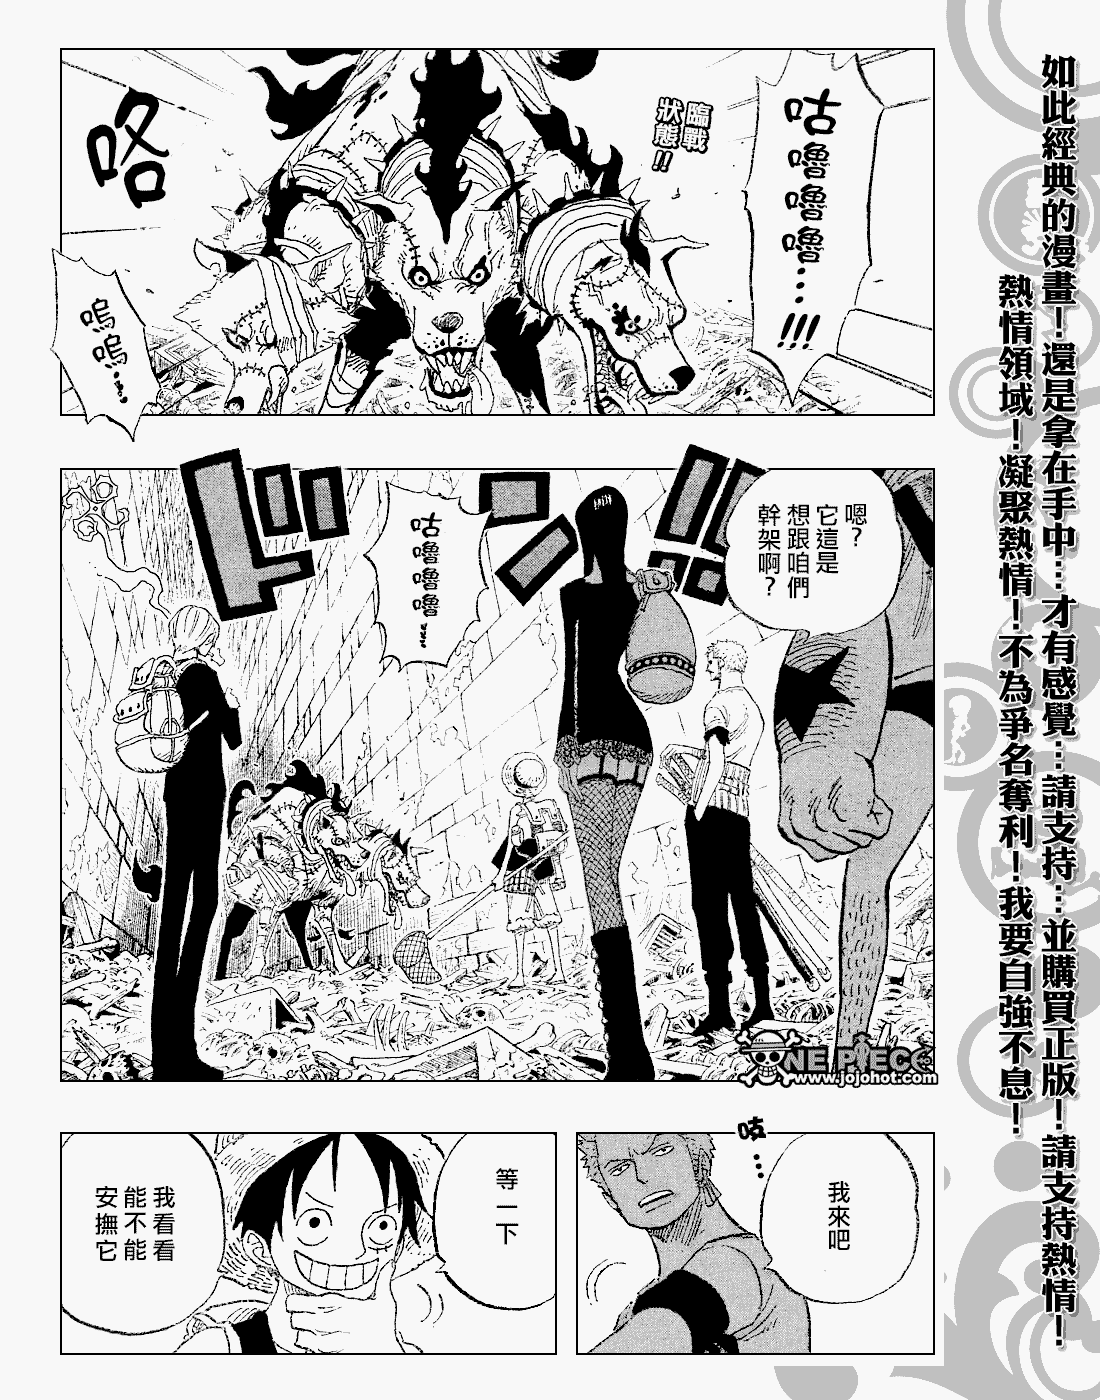 如此經典的漫畫！還是拿在手中…才有感覺…請支持…並購買正版！請支持熱情！
熱情領域！凝聚熱情！不為爭名奪利！我要自強不息！
咕嚕嚕嚕…!!!
臨戰
狀態!!
咯
嗚
嗚…
嗯？
它這是
想跟咱們
幹架啊？
咕嚕嚕嚕…
ONE PIECE
www.jojohot.com
咕…
我來吧
等一下
我看看
能不能
安撫它